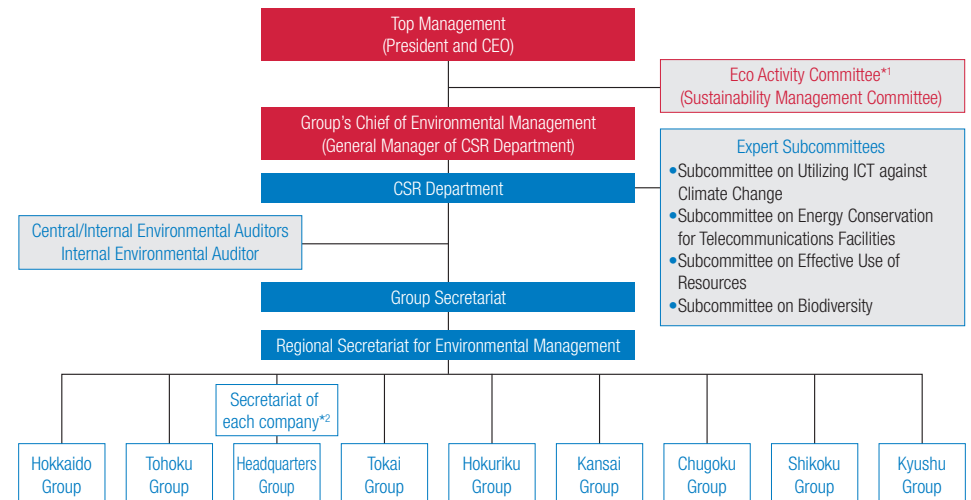 Top Management
(President and CEO)
Eco Activity Committee*1
(Sustainability Management Committee)
Group's Chief of Environmental Management
(General Manager of CSR Department)
Expert Subcommittees
•Subcommittee on Utilizing ICT against
Climate Change
•Subcommittee on Energy Conservation
for Telecommunications Facilities
•Subcommittee on Effective Use of
Resources
•Subcommittee on Biodiversity
CSR Department
Central/Internal Environmental Auditors
Internal Environmental Auditor
Group Secretariat
Regional Secretariat for Environmental Management
Secretariat of
each company*2
Hokkaido
Group
Tohoku
Group
Headquarters
Group
Tokai
Group
Hokuriku
Group
Kansai
Group
Chugoku
Group
Shikoku
Group
Kyushu
Group